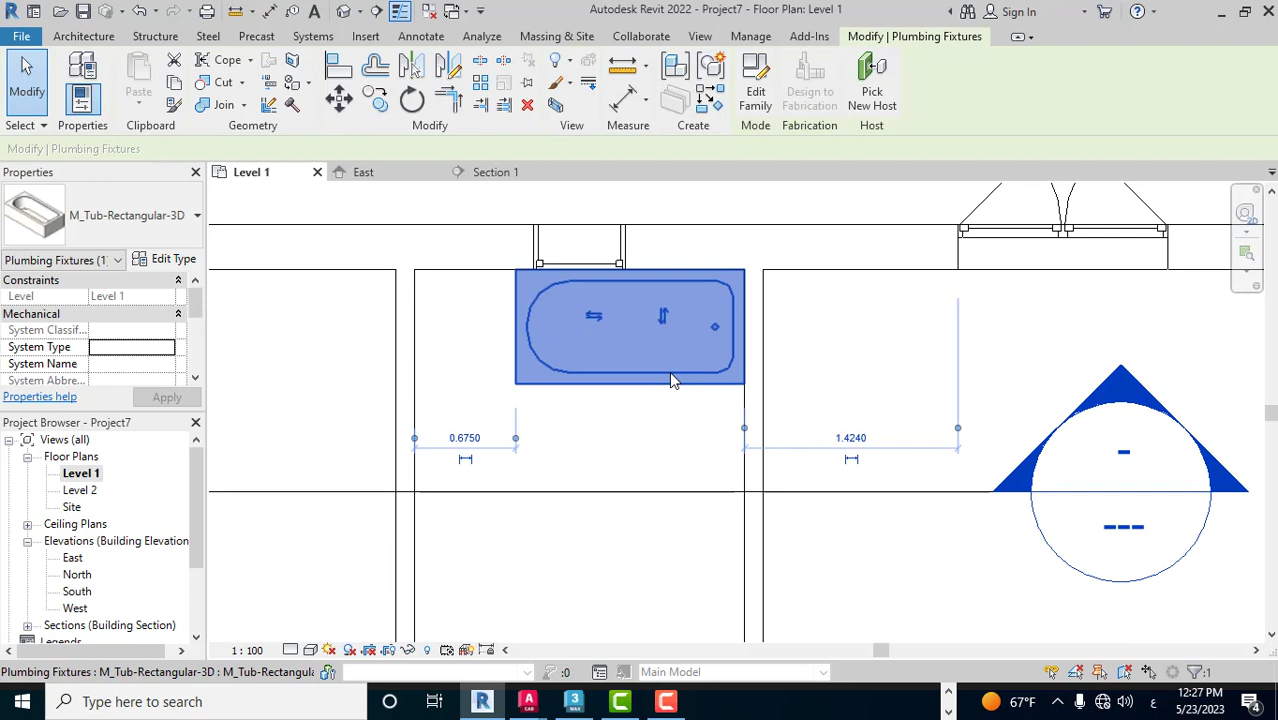 Autodesk Revit 2022 - Project7 - Floor Plan: Level 1
Sign In
File Architecture Structure Steel Precast Systems Insert Annotate Analyze Massing & Site Collaborate View Manage Add-Ins Modify | Plumbing Fixtures
Modify
Paste
Cope
Cut
Join
Edit Family
Design to Fabrication
Pick New Host
Select Properties Clipboard Geometry Modify View Measure Create Mode Fabrication Host
Modify | Plumbing Fixtures
Properties
Level 1
East
Section 1
M_Tub-Rectangular-3D
Plumbing Fixtures (1)
Edit Type
Constraints
Level Level 1
Mechanical
System Classif
System Type
System Name
System Abbre
Properties help
Apply
Project Browser - Project7
Views (all)
Floor Plans
Level 1
Level 2
Site
Ceiling Plans
Elevations (Building Elevation
East
North
South
West
Sections (Building Section)
Legends
2D
0.6750
1.4240
1 : 100
Plumbing Fixtures : M_Tub-Rectangular-3D : M_Tub-Rectangul
:0
Main Model
:1
Type here to search
67°F
ع
12:27 PM
5/23/2023
4